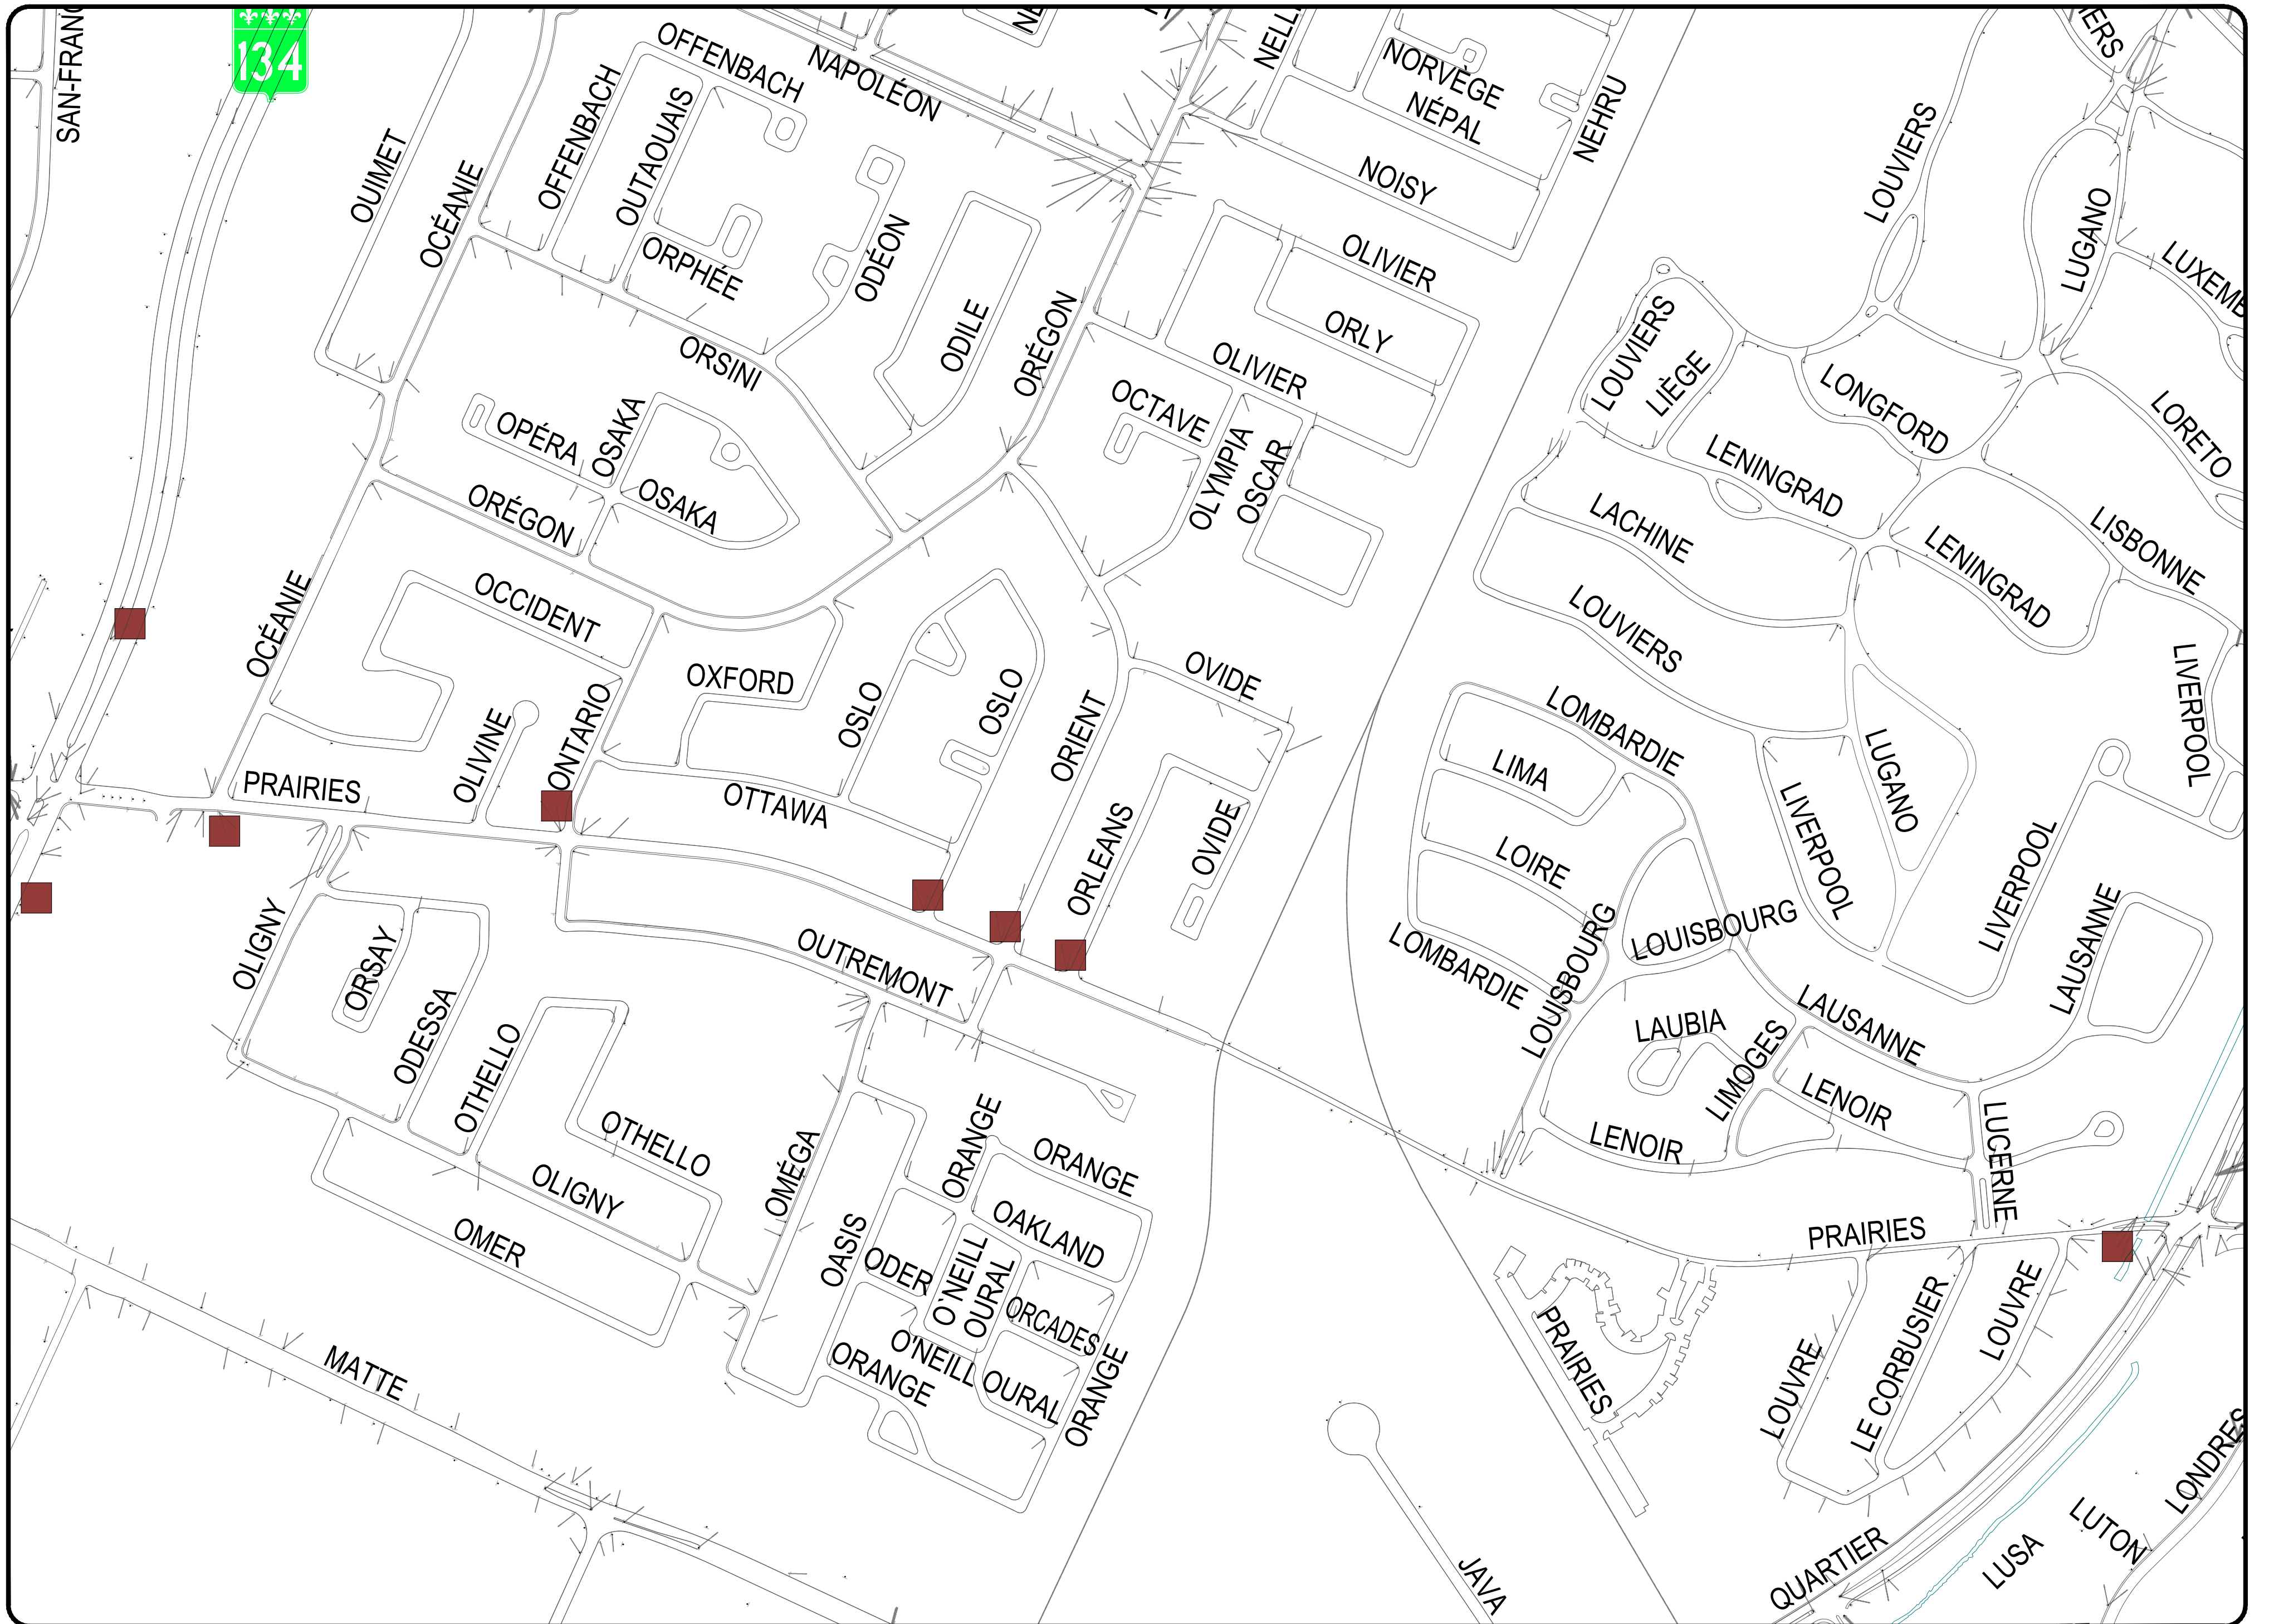 134
OFFENBACH
NAPOLÉON
NORVÈGE
NÉPAL
NEHRU
NOISY
OUIMET
OCÉANIE
OFFENBACH
OUTAOUAIS
ORPHÉE
ODÉON
ODILE
ORÉGON
OLIVIER
ORLY
OLIVIER
LOUVIERS
LUGANO
LOUVIERS
LIÈGE
LONGFORD
LORETO
ORSINI
OPÉRA
OSAKA
OSAKA
ORÉGON
OCTAVE
OLYMPIA
OSCAR
LENINGRAD
LACHINE
LENINGRAD
LISBONNE
OCÉANIE
OCCIDENT
OXFORD
OSLO
OSLO
ORIENT
OVIDE
LOUVIERS
LIVERPOOL
LOMBARDIE
LIMA
LUGANO
PRAIRIES
OLIVINE
ONTARIO
OTTAWA
ORLEANS
OVIDE
LOIRE
LIVERPOOL
LIVERPOOL
LAUSANNE
OLIGNY
ORSAY
ODESSA
OTHELLO
OUTREMONT
LOMBARDIE
LOUISBOURG
LOUISBOURG
LAUBIA
LIMOGES
LAUSANNE
LENOIR
LENOIR
LUCERNE
OTHELLO
OLIGNY
OMER
OMÉGA
ORANGE
ORANGE
OAKLAND
OASIS
ODER
O'NEILL
OURAL
ORCADES
O'NEILL
ORANGE
OURAL
ORANGE
PRAIRIES
PRAIRIES
LOUVRE
LE CORBUSIER
LOUVRE
MATTE
JAVA
QUARTIER
LUSA
LUTON
LONDRES